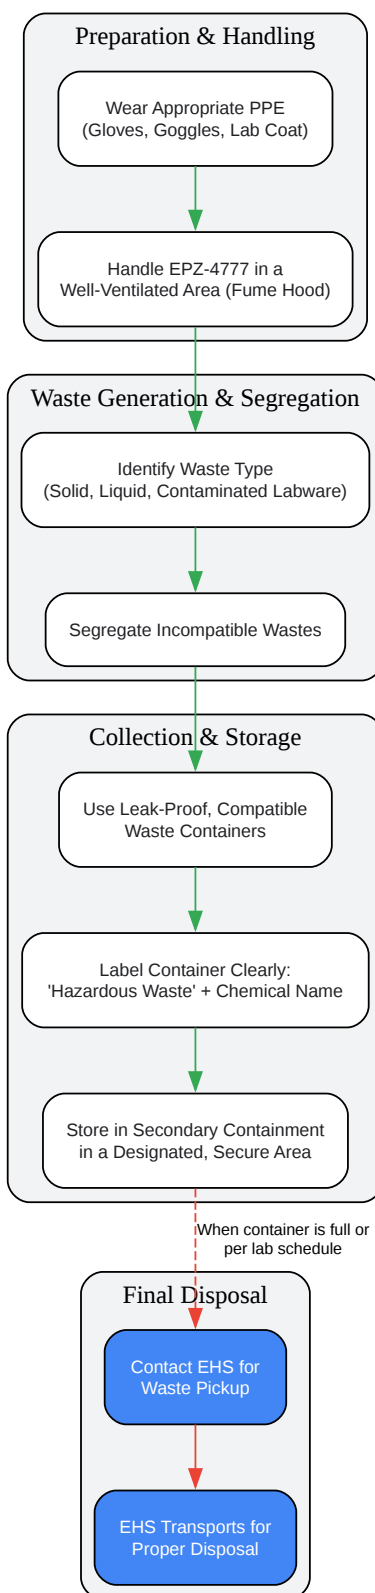 Preparation & Handling
Wear Appropriate PPE
(Gloves, Goggles, Lab Coat)
Handle EPZ-4777 in a
Well-Ventilated Area (Fume Hood)
Waste Generation & Segregation
Identify Waste Type
(Solid, Liquid, Contaminated Labware)
Segregate Incompatible Wastes
Collection & Storage
Use Leak-Proof, Compatible
Waste Containers
Label Container Clearly:
'Hazardous Waste' + Chemical Name
Store in Secondary Containment
in a Designated, Secure Area
When container is full or
per lab schedule
Final Disposal
Contact EHS for
Waste Pickup
EHS Transports for
Proper Disposal